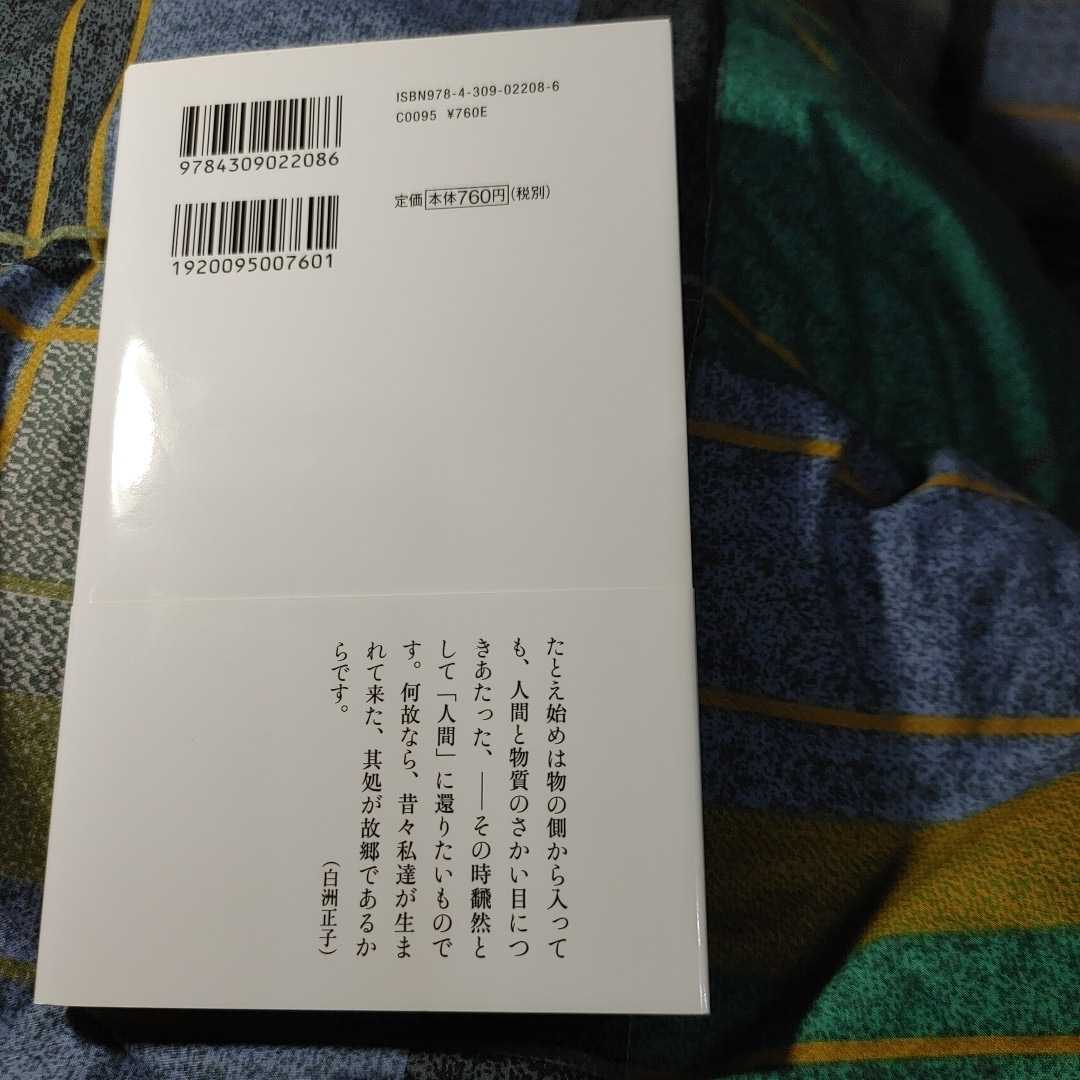 ISBN978-4-309-02208-6
C0095 ¥760E
9784309022086
定価 本体760円 (税別)
1920095007601
たとえ始めは物の側から入って
も、人間と物質のさかい目につ
きあたった、――その時飜然と
して「人間」に還りたいもので
す。何故なら、昔々私達が生ま
れて来た、其処が故郷であるか
らです。
(白洲正子)